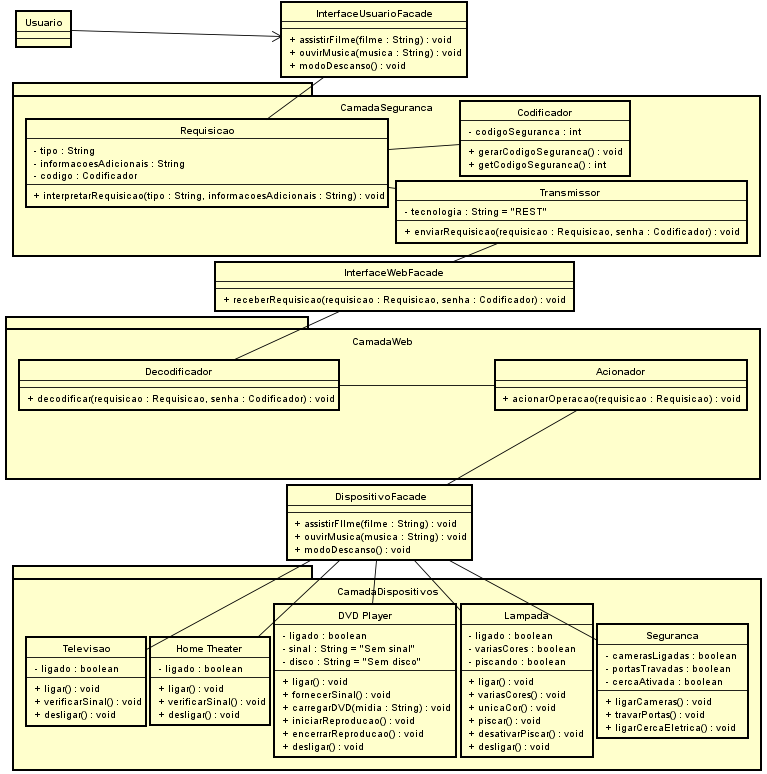 Usuario
InterfaceUsuarioFacade
+ assistirFilme(filme : String) : void
+ ouvirMusica(musica : String) : void
+ modoDescanso() : void
CamadaSeguranca
Requisicao
- tipo : String
- informacoesAdicionais : String
- codigo : Codificador
+ interpretarRequisicao(tipo : String, informacoesAdicionais : String) : void
Codificador
- codigoSeguranca : int
+ gerarCodigoSeguranca() : void
+ getCodigoSeguranca() : int
Transmissor
- tecnologia : String = "REST"
+ enviarRequisicao(requisicao : Requisicao, senha : Codificador) : void
InterfaceWebFacade
+ receberRequisicao(requisicao : Requisicao, senha : Codificador) : void
CamadaWeb
Decodificador
+ decodificar(requisicao : Requisicao, senha : Codificador) : void
Acionador
+ acionarOperacao(requisicao : Requisicao) : void
DispositivoFacade
+ assistirFIlme(filme : String) : void
+ ouvirMusica(musica : String) : void
+ modoDescanso() : void
CamadaDispositivos
Televisao
- ligado : boolean
+ ligar() : void
+ verificarSinal() : void
+ desligar() : void
Home Theater
- ligado : boolean
+ ligar() : void
+ verificarSinal() : void
+ desligar() : void
DVD Player
- ligado : boolean
- sinal : String = "Sem sinal"
- disco : String = "Sem disco"
+ ligar() : void
+ fornecerSinal() : void
+ carregarDVD(midia : String) : void
+ iniciarReproducao() : void
+ encerrarReproducao() : void
+ desligar() : void
Lampada
- ligado : boolean
- variasCores : boolean
- piscando : boolean
+ ligar() : void
+ variasCores() : void
+ unicaCor() : void
+ piscar() : void
+ desativarPiscar() : void
+ desligar() : void
Seguranca
- camerasLigadas : boolean
- portasTravadas : boolean
- cercaAtivada : boolean
+ ligarCameras() : void
+ travarPortas() : void
+ ligarCercaEletrica() : void